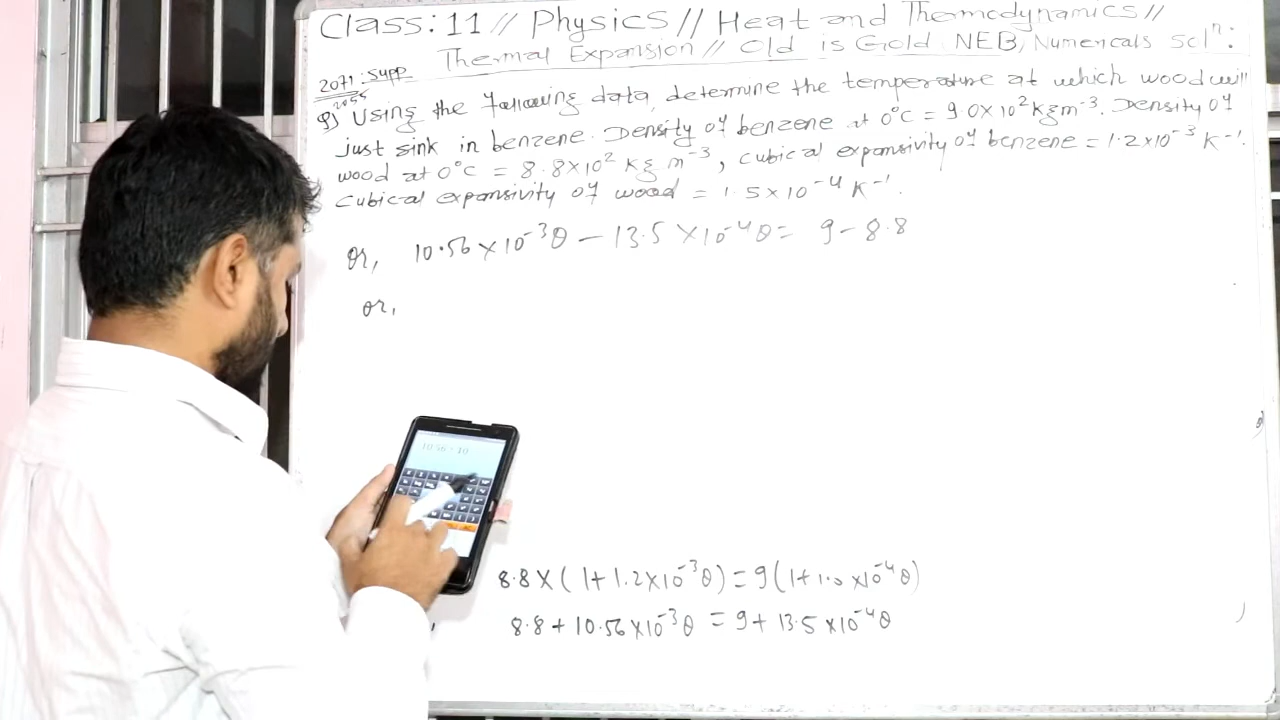 Class: 11 // Physics // Heat and Thermodynamics //
Thermal Expansion // Old is Gold NEB, Numericals Solⁿ:
2071: Supp
2055
Q) Using the following data, determine the temperature at which wood will
just sink in benzene. Density of benzene at 0°C = 9.0×10² kgm⁻³. Density of
wood at 0°C = 8.8×10² kg m⁻³, cubical expansivity of benzene = 1.2×10⁻³ K⁻¹.
Cubical expansivity of wood = 1.5×10⁻⁴ K⁻¹.
or, 10.56×10⁻³θ − 13.5×10⁻⁴θ = 9 − 8.8
or,
10.56 × 10
8.8×(1+1.2×10⁻³θ) = 9(1+1.5×10⁻⁴θ)
8.8 + 10.56×10⁻³θ = 9 + 13.5×10⁻⁴θ